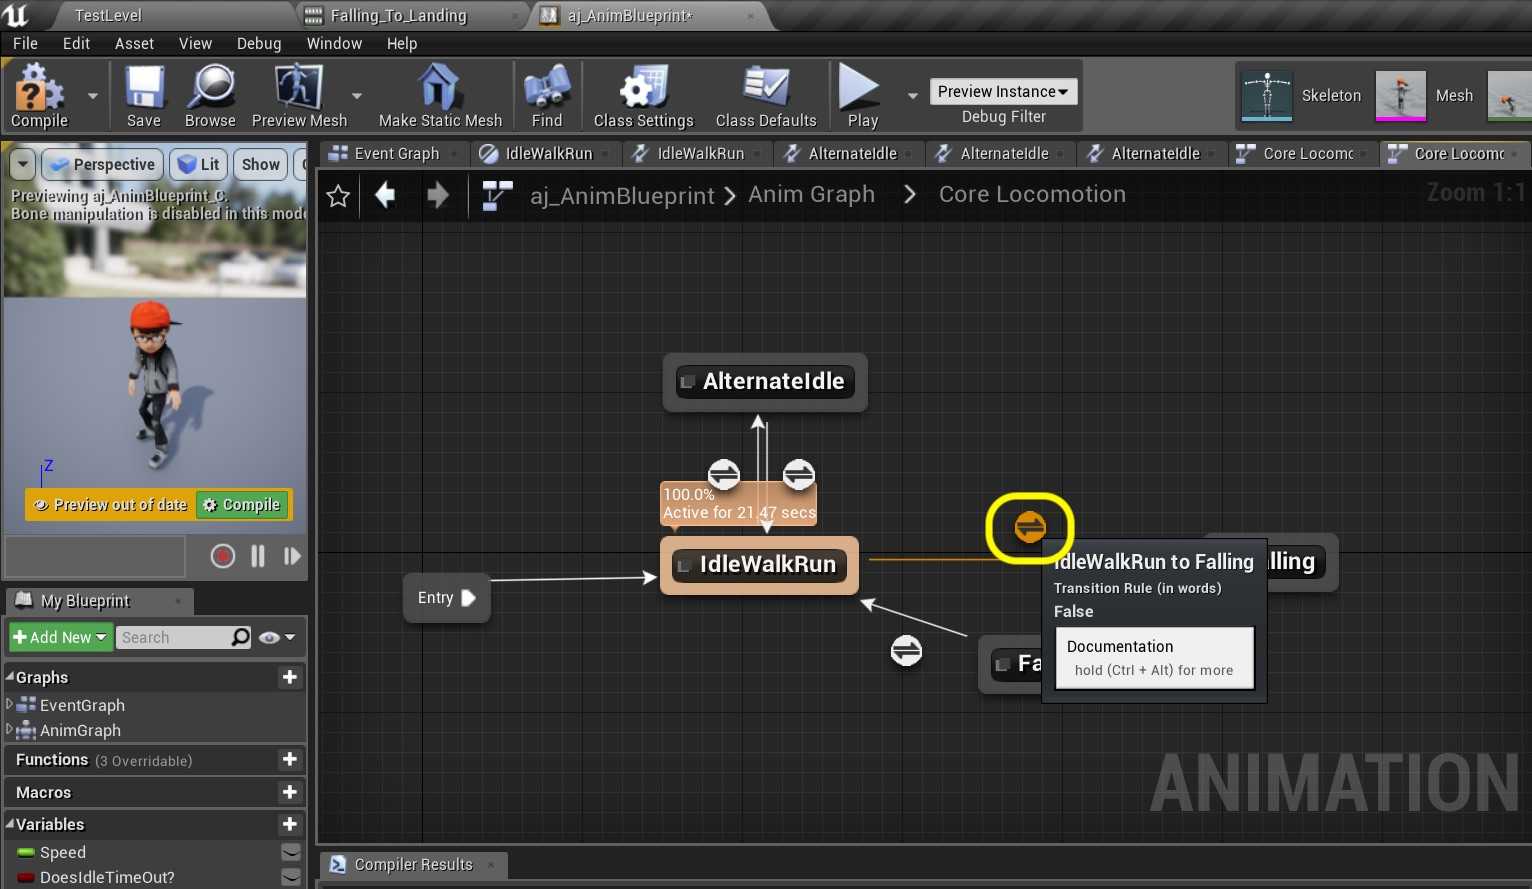 TestLevel
Falling_To_Landing
aj_AnimBlueprint*
File Edit Asset View Debug Window Help
Compile
Save
Browse
Preview Mesh
Make Static Mesh
Find
Class Settings
Class Defaults
Play
Preview Instance
Debug Filter
Skeleton
Mesh
Perspective
Lit
Show
Previewing aj_AnimBlueprint_C.
Bone manipulation is disabled in this mode
Event Graph
IdleWalkRun
IdleWalkRun
AlternateIdle
AlternateIdle
AlternateIdle
Core Locomo
Core Locomo
aj_AnimBlueprint > Anim Graph > Core Locomotion
Zoom 1:1
Z
Preview out of date
Compile
AlternateIdle
100.0%
Active for 21.47 secs
IdleWalkRun
Entry
lling
Fa
IdleWalkRun to Falling
Transition Rule (in words)
False
Documentation
hold (Ctrl + Alt) for more
My Blueprint
Add New
Search
Graphs
EventGraph
AnimGraph
Functions (3 Overridable)
Macros
Variables
Speed
DoesIdleTimeOut?
ANIMATION
Compiler Results